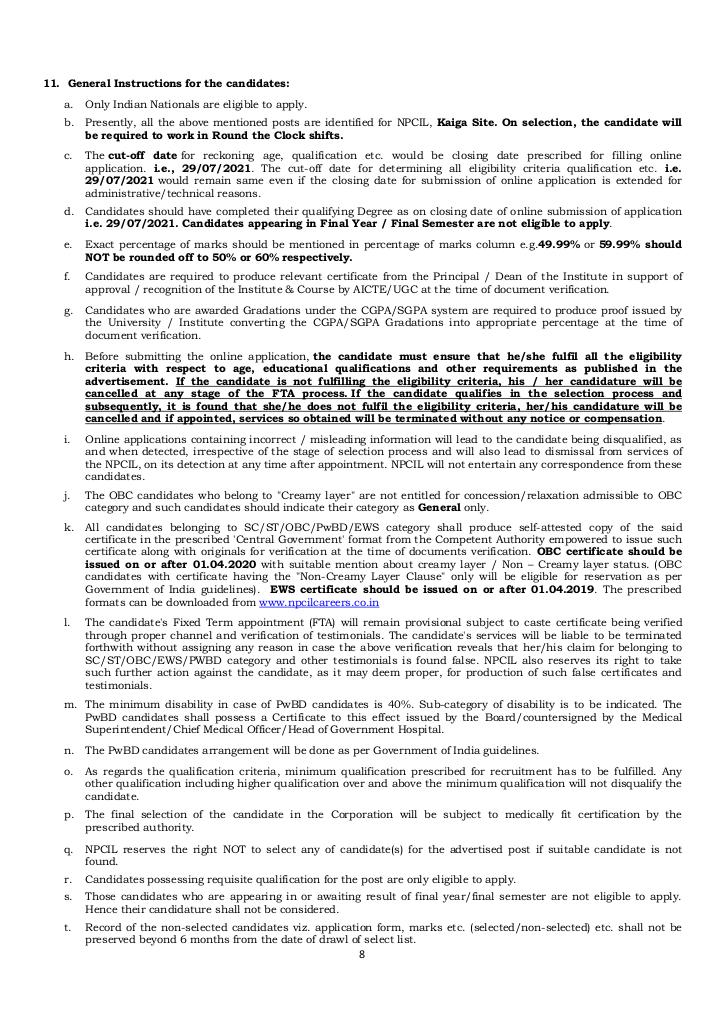 11. General Instructions for the candidates:
a. Only Indian Nationals are eligible to apply.
b. Presently, all the above mentioned posts are identified for NPCIL, Kaiga Site. On selection, the candidate will
be required to work in Round the Clock shifts.
c. The cut-off date for reckoning age, qualification etc. would be closing date prescribed for filling online
application. i.e., 29/07/2021. The cut-off date for determining all eligibility criteria qualification etc. i.e.
29/07/2021 would remain same even if the closing date for submission of online application is extended for
administrative/technical reasons.
d. Candidates should have completed their qualifying Degree as on closing date of online submission of application
i.e. 29/07/2021. Candidates appearing in Final Year / Final Semester are not eligible to apply.
e. Exact percentage of marks should be mentioned in percentage of marks column e.g.49.99% or 59.99% should
NOT be rounded off to 50% or 60% respectively.
f. Candidates are required to produce relevant certificate from the Principal / Dean of the Institute in support of
approval / recognition of the Institute & Course by AICTE/UGC at the time of document verification.
g. Candidates who are awarded Gradations under the CGPA/SGPA system are required to produce proof issued by
the University / Institute converting the CGPA/SGPA Gradations into appropriate percentage at the time of
document verification.
h. Before submitting the online application, the candidate must ensure that he/she fulfil all the eligibility
criteria with respect to age, educational qualifications and other requirements as published in the
advertisement. If the candidate is not fulfilling the eligibility criteria, his / her candidature will be
cancelled at any stage of the FTA process. If the candidate qualifies in the selection process and
subsequently, it is found that she/he does not fulfil the eligibility criteria, her/his candidature will be
cancelled and if appointed, services so obtained will be terminated without any notice or compensation.
i. Online applications containing incorrect / misleading information will lead to the candidate being disqualified, as
and when detected, irrespective of the stage of selection process and will also lead to dismissal from services of
the NPCIL, on its detection at any time after appointment. NPCIL will not entertain any correspondence from these
candidates.
j. The OBC candidates who belong to "Creamy layer" are not entitled for concession/relaxation admissible to OBC
category and such candidates should indicate their category as General only.
k. All candidates belonging to SC/ST/OBC/PwBD/EWS category shall produce self-attested copy of the said
certificate in the prescribed 'Central Government' format from the Competent Authority empowered to issue such
certificate along with originals for verification at the time of documents verification. OBC certificate should be
issued on or after 01.04.2020 with suitable mention about creamy layer / Non – Creamy layer status. (OBC
candidates with certificate having the "Non-Creamy Layer Clause" only will be eligible for reservation as per
Government of India guidelines). EWS certificate should be issued on or after 01.04.2019. The prescribed
formats can be downloaded from www.npcilcareers.co.in
l. The candidate's Fixed Term appointment (FTA) will remain provisional subject to caste certificate being verified
through proper channel and verification of testimonials. The candidate's services will be liable to be terminated
forthwith without assigning any reason in case the above verification reveals that her/his claim for belonging to
SC/ST/OBC/EWS/PWBD category and other testimonials is found false. NPCIL also reserves its right to take
such further action against the candidate, as it may deem proper, for production of such false certificates and
testimonials.
m. The minimum disability in case of PwBD candidates is 40%. Sub-category of disability is to be indicated. The
PwBD candidates shall possess a Certificate to this effect issued by the Board/countersigned by the Medical
Superintendent/Chief Medical Officer/Head of Government Hospital.
n. The PwBD candidates arrangement will be done as per Government of India guidelines.
o. As regards the qualification criteria, minimum qualification prescribed for recruitment has to be fulfilled. Any
other qualification including higher qualification over and above the minimum qualification will not disqualify the
candidate.
p. The final selection of the candidate in the Corporation will be subject to medically fit certification by the
prescribed authority.
q. NPCIL reserves the right NOT to select any of candidate(s) for the advertised post if suitable candidate is not
found.
r. Candidates possessing requisite qualification for the post are only eligible to apply.
s. Those candidates who are appearing in or awaiting result of final year/final semester are not eligible to apply.
Hence their candidature shall not be considered.
t. Record of the non-selected candidates viz. application form, marks etc. (selected/non-selected) etc. shall not be
preserved beyond 6 months from the date of drawl of select list.
8